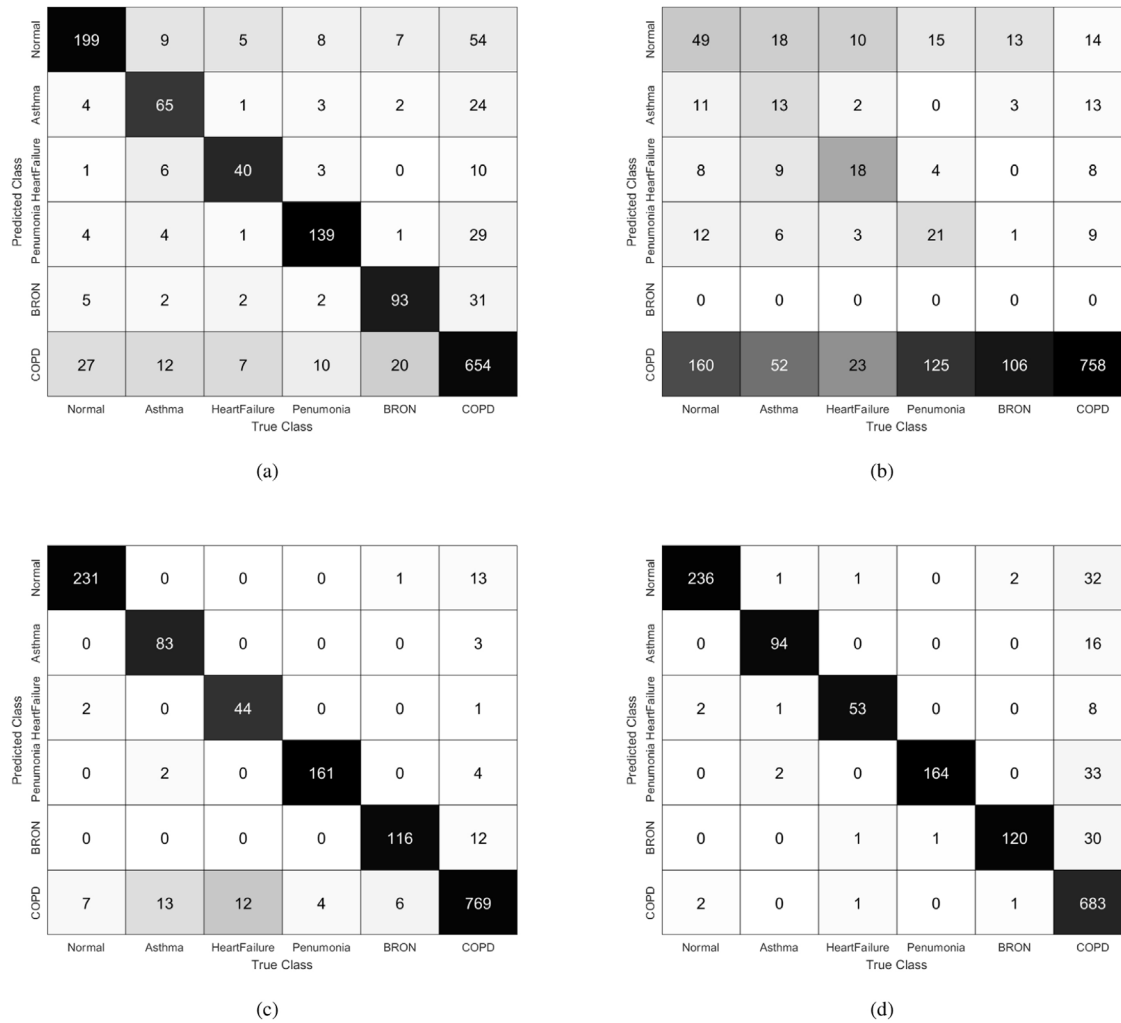 Predicted Class
Normal 199 9 5 8 7 54
Asthma 4 65 1 3 2 24
HeartFailure 1 6 40 3 0 10
Penumonia 4 4 1 139 1 29
BRON 5 2 2 2 93 31
COPD 27 12 7 10 20 654
Normal Asthma HeartFailure Penumonia BRON COPD
True Class
(a)
Predicted Class
Normal 49 18 10 15 13 14
Asthma 11 13 2 0 3 13
HeartFailure 8 9 18 4 0 8
Penumonia 12 6 3 21 1 9
BRON 0 0 0 0 0 0
COPD 160 52 23 125 106 758
Normal Asthma HeartFailure Penumonia BRON COPD
True Class
(b)
Predicted Class
Normal 231 0 0 0 1 13
Asthma 0 83 0 0 0 3
HeartFailure 2 0 44 0 0 1
Penumonia 0 2 0 161 0 4
BRON 0 0 0 0 116 12
COPD 7 13 12 4 6 769
Normal Asthma HeartFailure Penumonia BRON COPD
True Class
(c)
Predicted Class
Normal 236 1 1 0 2 32
Asthma 0 94 0 0 0 16
HeartFailure 2 1 53 0 0 8
Penumonia 0 2 0 164 0 33
BRON 0 0 1 1 120 30
COPD 2 0 1 0 1 683
Normal Asthma HeartFailure Penumonia BRON COPD
True Class
(d)